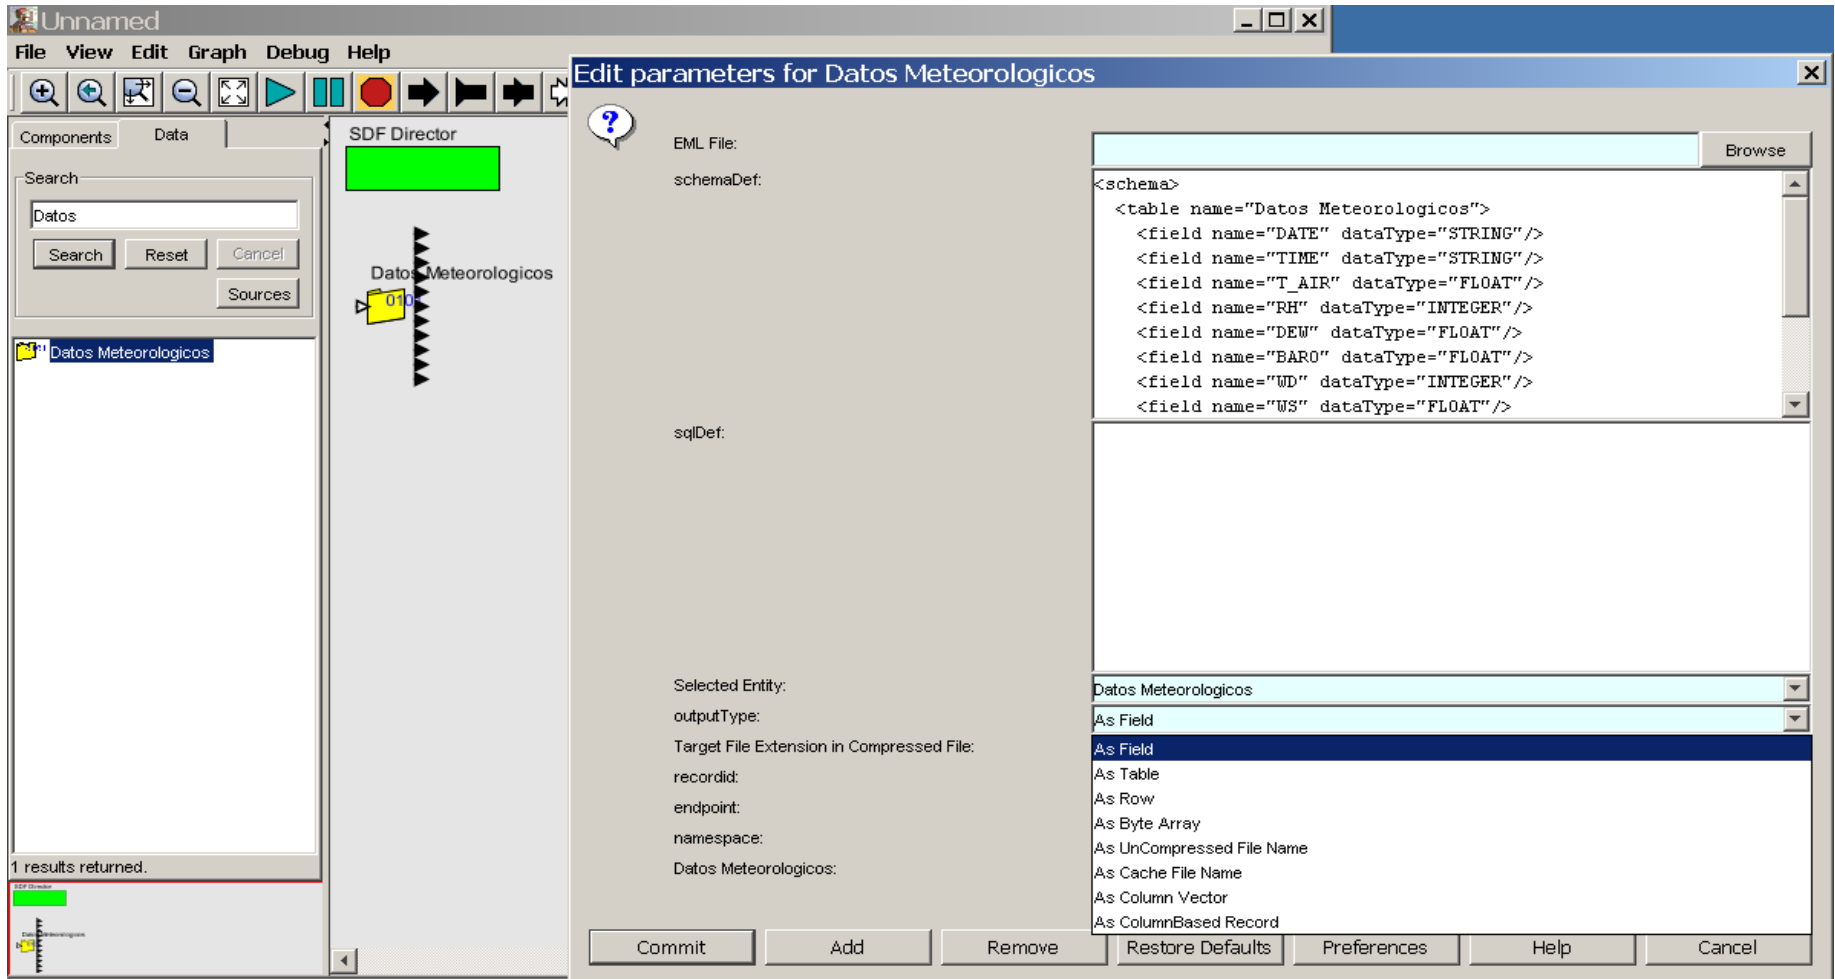 Unnamed
File View Edit Graph Debug Help
Components Data
Search
Datos
Search Reset Cancel
Sources
Datos Meteorologicos
1 results returned.
SDF Director
Datos Meteorologicos
010
SDF Director
Datos Meteorologicos
Edit parameters for Datos Meteorologicos
?
EML File:
Browse
schemaDef:
<schema>
<table name="Datos Meteorologicos">
<field name="DATE" dataType="STRING"/>
<field name="TIME" dataType="STRING"/>
<field name="T_AIR" dataType="FLOAT"/>
<field name="RH" dataType="INTEGER"/>
<field name="DEW" dataType="FLOAT"/>
<field name="BARO" dataType="FLOAT"/>
<field name="WD" dataType="INTEGER"/>
<field name="WS" dataType="FLOAT"/>
sqlDef:
Selected Entity:
Datos Meteorologicos
outputType:
As Field
Target File Extension in Compressed File:
recordid:
endpoint:
namespace:
Datos Meteorologicos:
As Field
As Table
As Row
As Byte Array
As UnCompressed File Name
As Cache File Name
As Column Vector
As ColumnBased Record
Commit Add Remove Restore Defaults Preferences Help Cancel